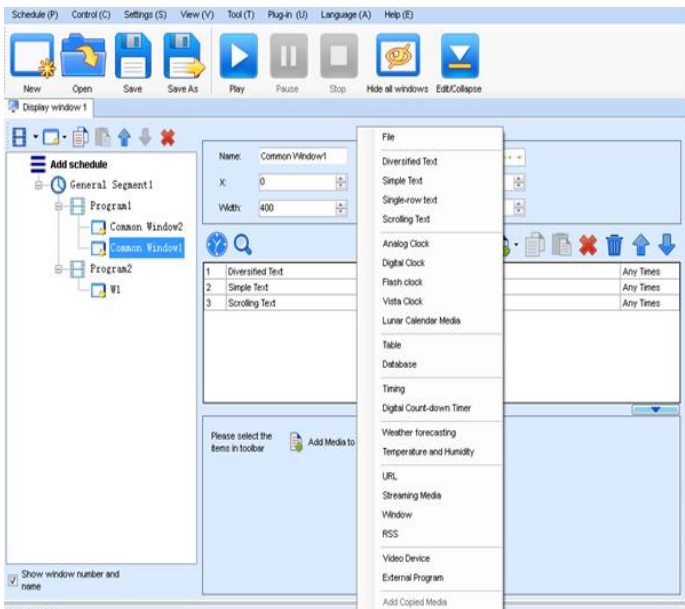 Schedule (P) Control (C) Settings (S) View (V) Tool (T) Plug-in (U) Language (A) Help (E)
New Open Save Save As Play Pause Stop Hide all windows Edit/Collapse
Display window 1
Add schedule
General Segment1
Program1
Common Window2
Common Window1
Program2
W1
Show window number and
name
Name: Common Window1
X: 0
Width: 400
1 Diversified Text Any Times
2 Simple Text Any Times
3 Scrolling Text Any Times
Please select the
items in toolbar
Add Media to
File
Diversified Text
Simple Text
Single-row text
Scrolling Text
Analog Clock
Digital Clock
Flash clock
Vista Clock
Lunar Calendar Media
Table
Database
Timing
Digital Count-down Timer
Weather forecasting
Temperature and Humidity
URL
Streaming Media
Window
RSS
Video Device
External Program
Add Copied Media